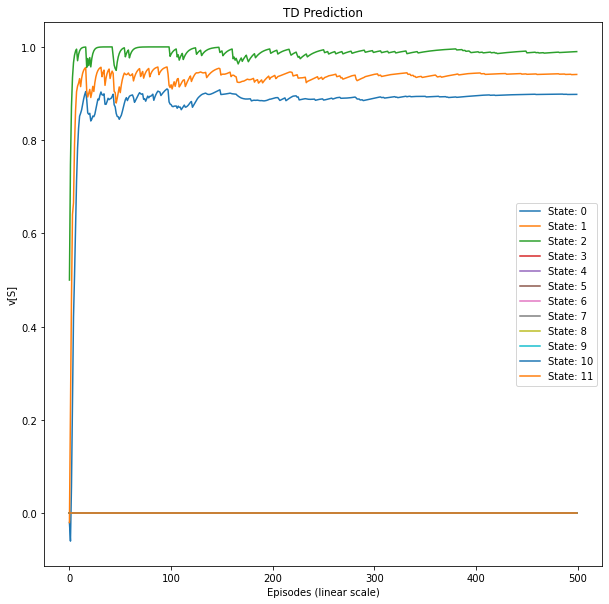 TD Prediction
v[S]
1.0
0.8
0.6
0.4
0.2
0.0
State: 0
State: 1
State: 2
State: 3
State: 4
State: 5
State: 6
State: 7
State: 8
State: 9
State: 10
State: 11
0
100
200
300
400
500
Episodes (linear scale)